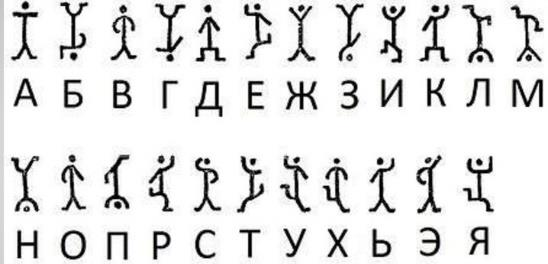 А Б В Г Д Е Ж З И К Л М
Н О П Р С Т У Х Ь Э Я